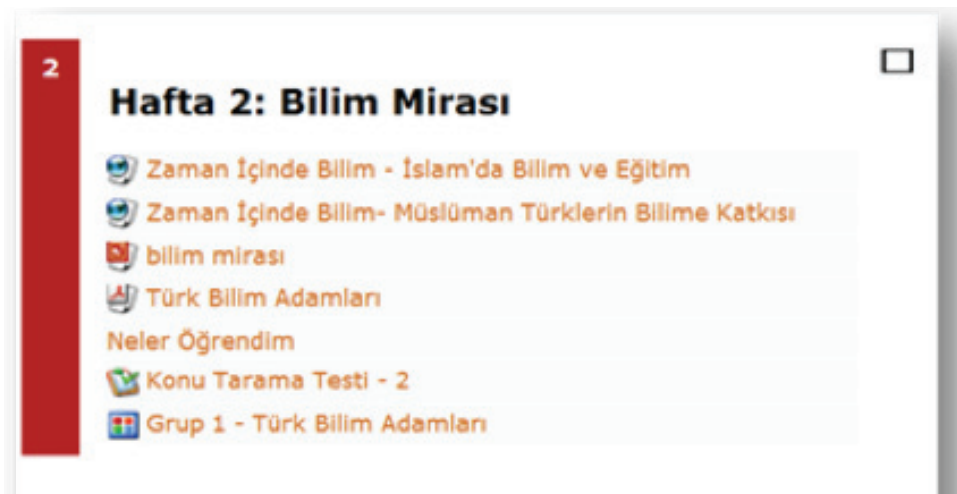 2
Hafta 2: Bilim Mirası
Zaman İçinde Bilim - İslam'da Bilim ve Eğitim
Zaman İçinde Bilim- Müslüman Türklerin Bilime Katkısı
bilim mirası
Türk Bilim Adamları
Neler Öğrendim
Konu Tarama Testi - 2
Grup 1 - Türk Bilim Adamları